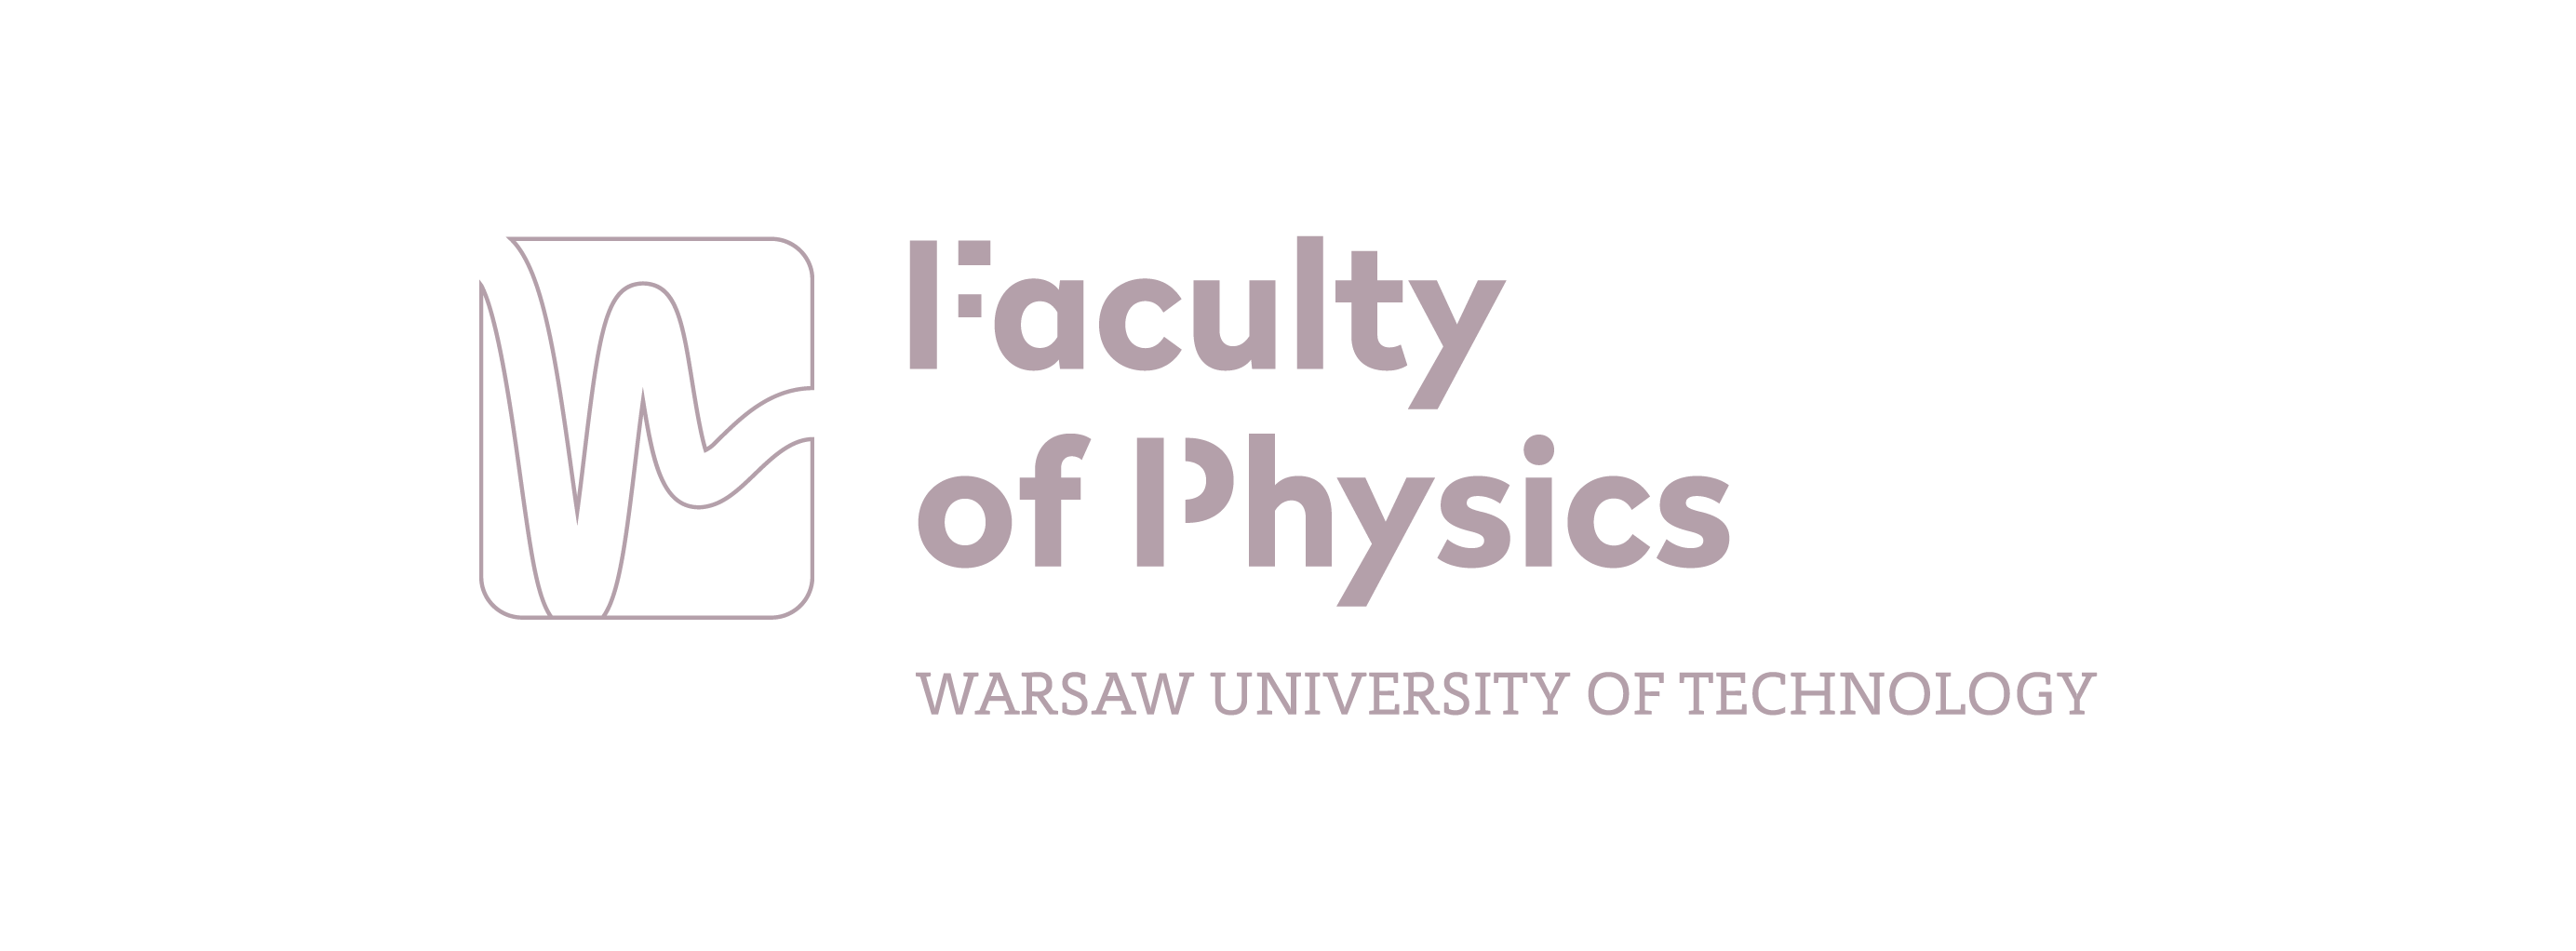 Faculty
of Physics
WARSAW UNIVERSITY OF TECHNOLOGY